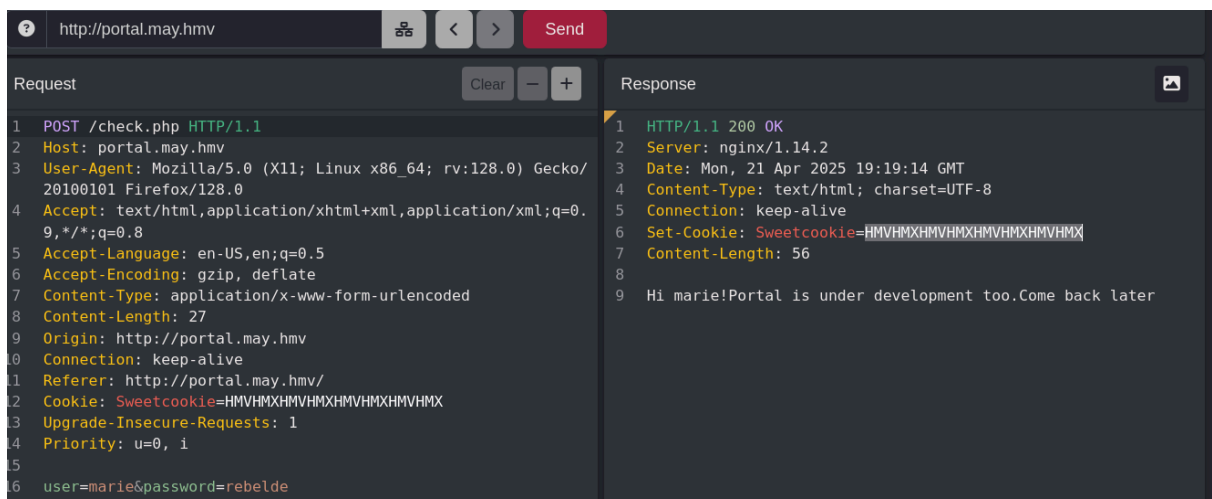 http://portal.may.hmv
Send
Request
Clear
Response
1 POST /check.php HTTP/1.1
2 Host: portal.may.hmv
3 User-Agent: Mozilla/5.0 (X11; Linux x86_64; rv:128.0) Gecko/
20100101 Firefox/128.0
4 Accept: text/html,application/xhtml+xml,application/xml;q=0.
9,*/*;q=0.8
5 Accept-Language: en-US,en;q=0.5
6 Accept-Encoding: gzip, deflate
7 Content-Type: application/x-www-form-urlencoded
8 Content-Length: 27
9 Origin: http://portal.may.hmv
10 Connection: keep-alive
11 Referer: http://portal.may.hmv/
12 Cookie: Sweetcookie=HMVHMXHMVHMXHMVHMXHMVHMX
13 Upgrade-Insecure-Requests: 1
14 Priority: u=0, i
15
16 user=marie&password=rebelde
1 HTTP/1.1 200 OK
2 Server: nginx/1.14.2
3 Date: Mon, 21 Apr 2025 19:19:14 GMT
4 Content-Type: text/html; charset=UTF-8
5 Connection: keep-alive
6 Set-Cookie: Sweetcookie=HMVHMXHMVHMXHMVHMXHMVHMX
7 Content-Length: 56
8
9 Hi marie!Portal is under development too.Come back later